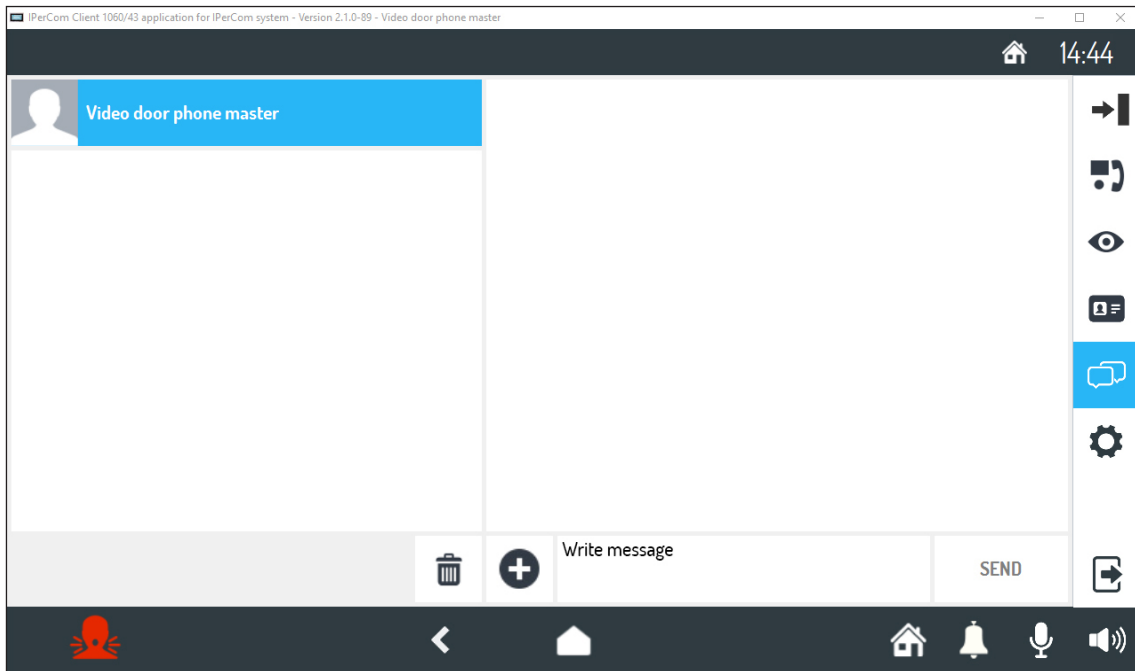 IPerCom Client 1060/43 application for IPerCom system - Version 2.1.0-89 - Video door phone master
14:44
Video door phone master
Write message
SEND